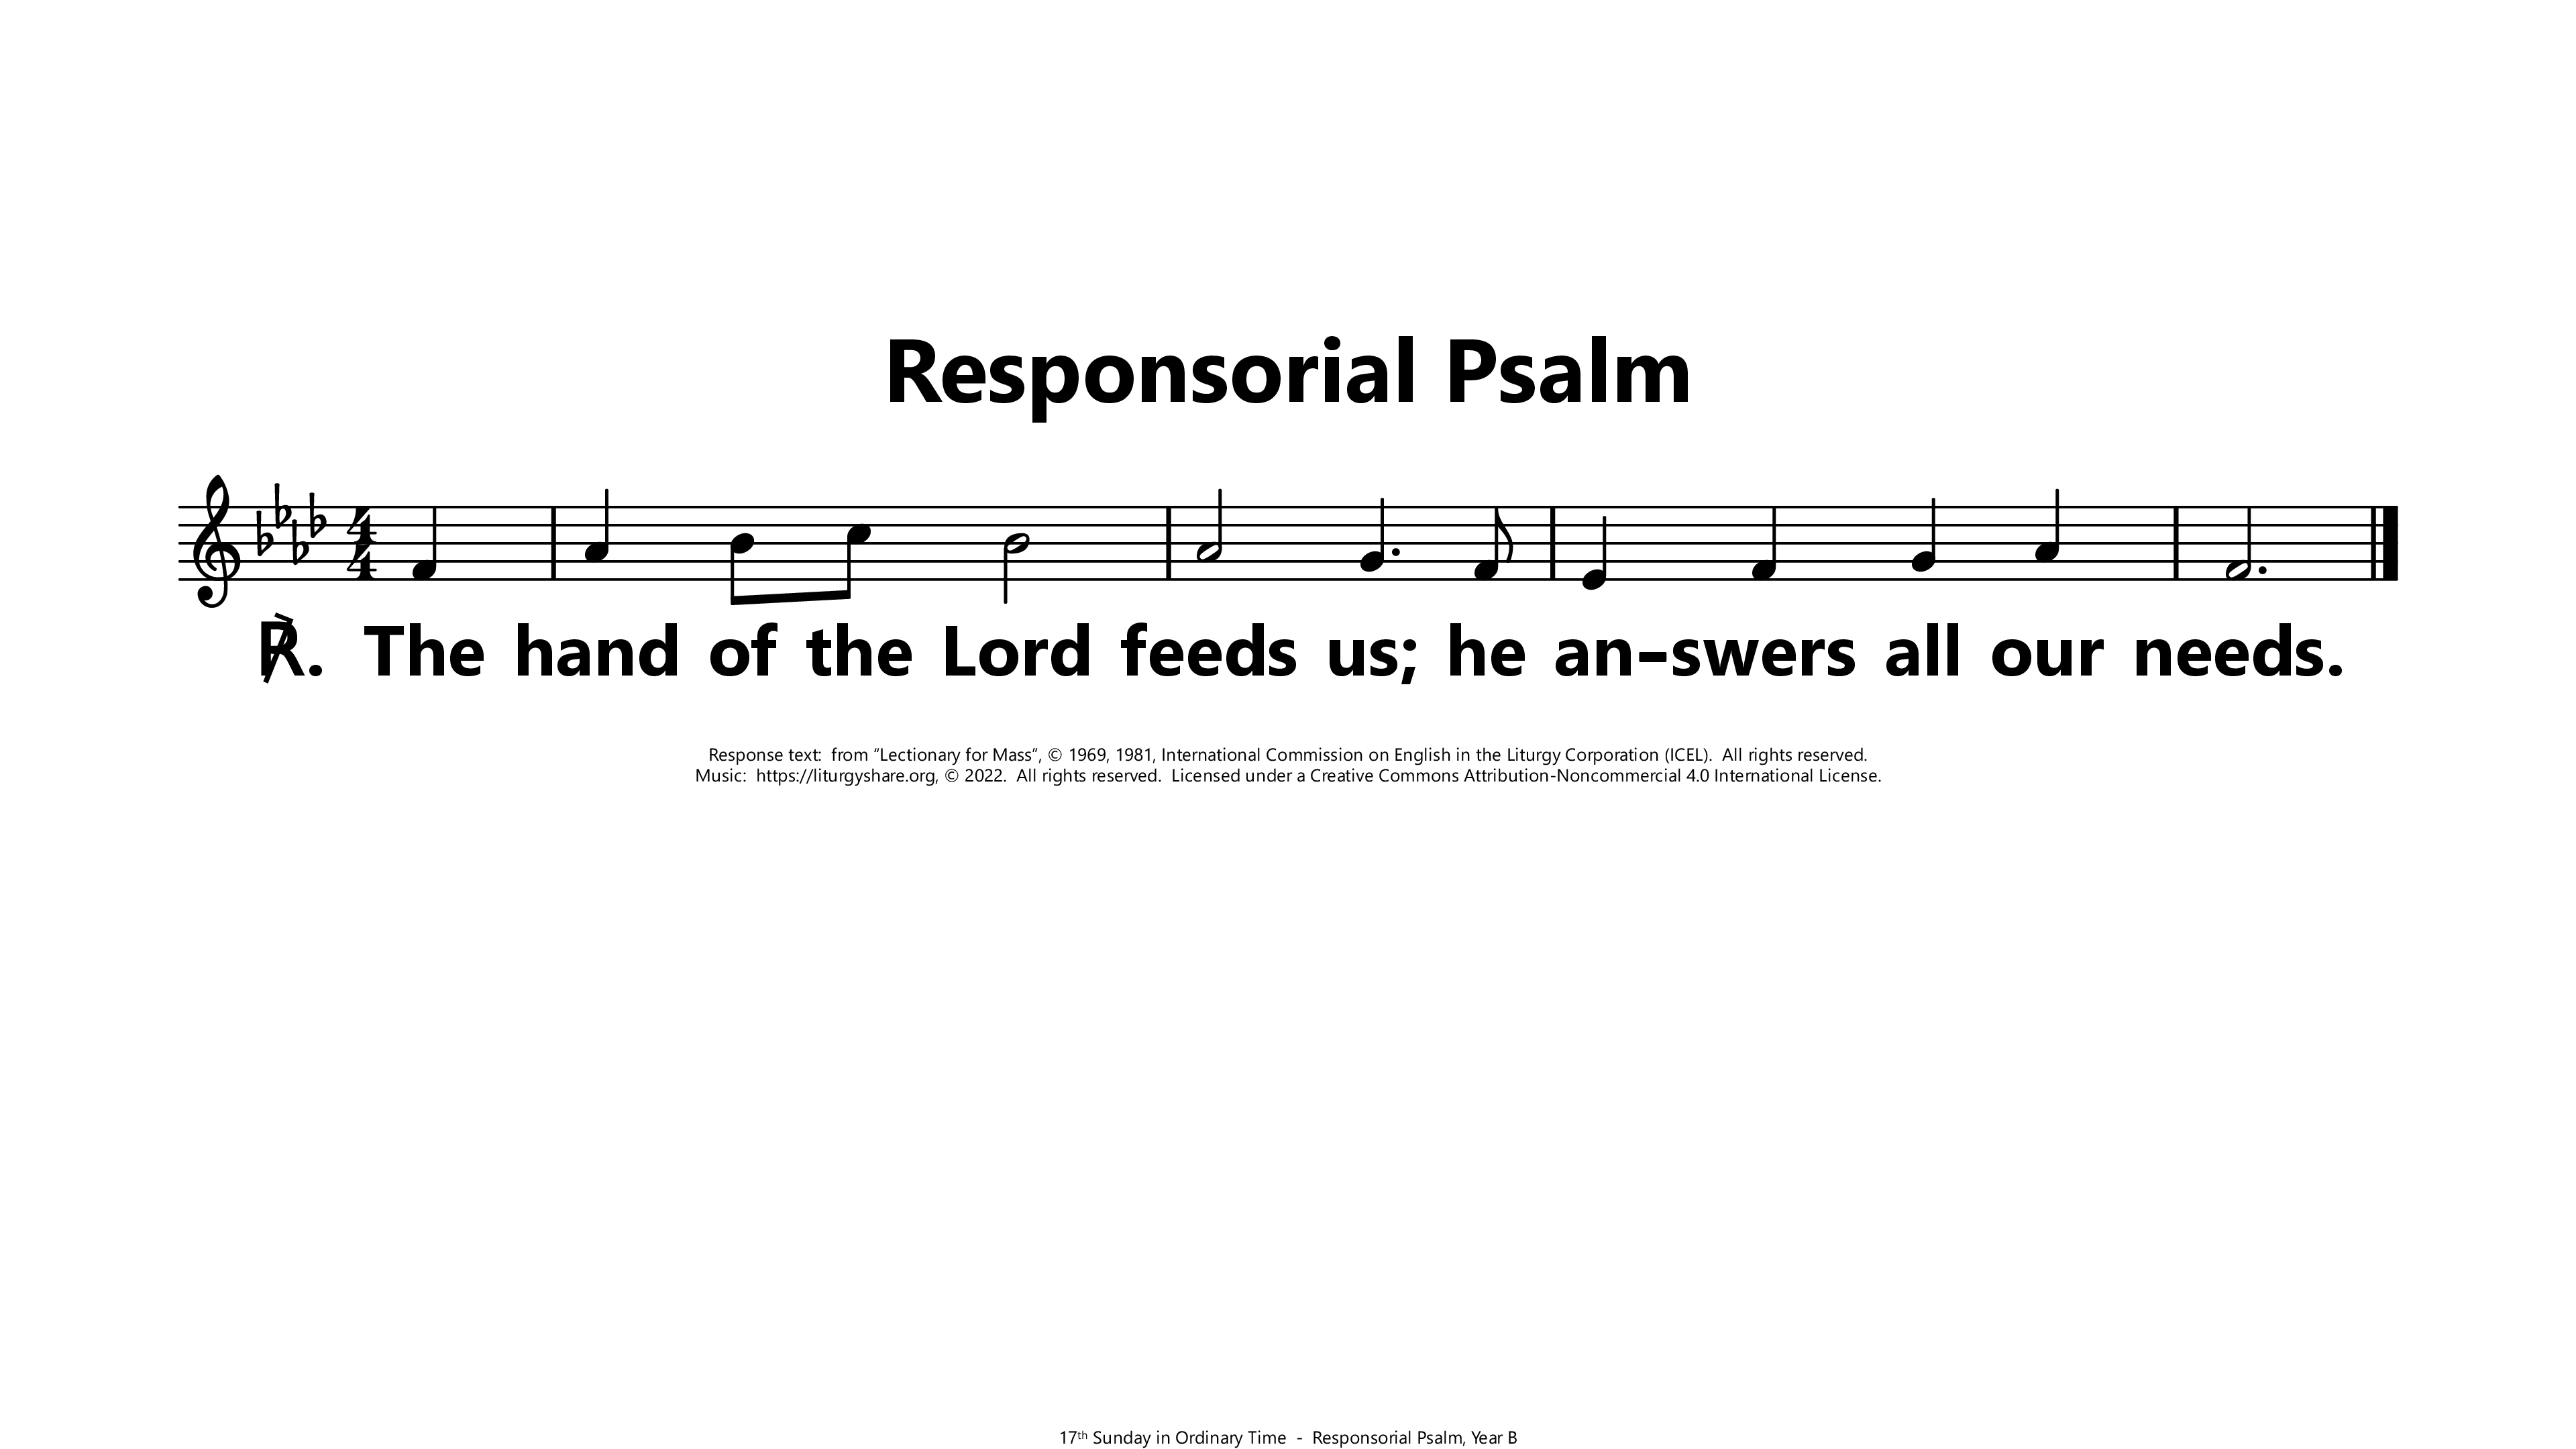 Responsorial Psalm
4
4
℟. The hand of the Lord feeds us; he an-swers all our needs.
Response text: from “Lectionary for Mass”, © 1969, 1981, International Commission on English in the Liturgy Corporation (ICEL). All rights reserved.
Music: https://liturgyshare.org, © 2022. All rights reserved. Licensed under a Creative Commons Attribution-Noncommercial 4.0 International License.
17th Sunday in Ordinary Time - Responsorial Psalm, Year B